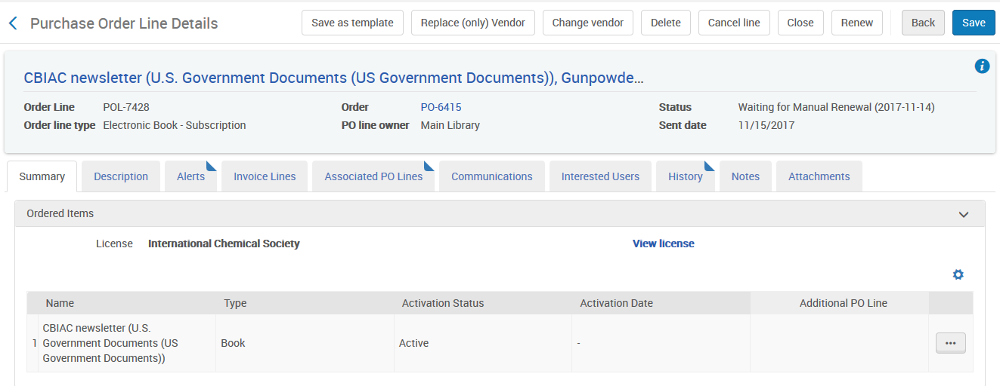 Purchase Order Line Details
Save as template Replace (only) Vendor Change vendor Delete Cancel line Close Renew Back Save
CBIAC newsletter (U.S. Government Documents (US Government Documents)), Gunpowde...
Order Line POL-7428 Order PO-6415 Status Waiting for Manual Renewal (2017-11-14)
Order line type Electronic Book - Subscription PO line owner Main Library Sent date 11/15/2017
Summary Description Alerts Invoice Lines Associated PO Lines Communications Interested Users History Notes Attachments
Ordered Items
License International Chemical Society View license
Name Type Activation Status Activation Date Additional PO Line
CBIAC newsletter (U.S.
1 Government Documents (US Book Active -
Government Documents))